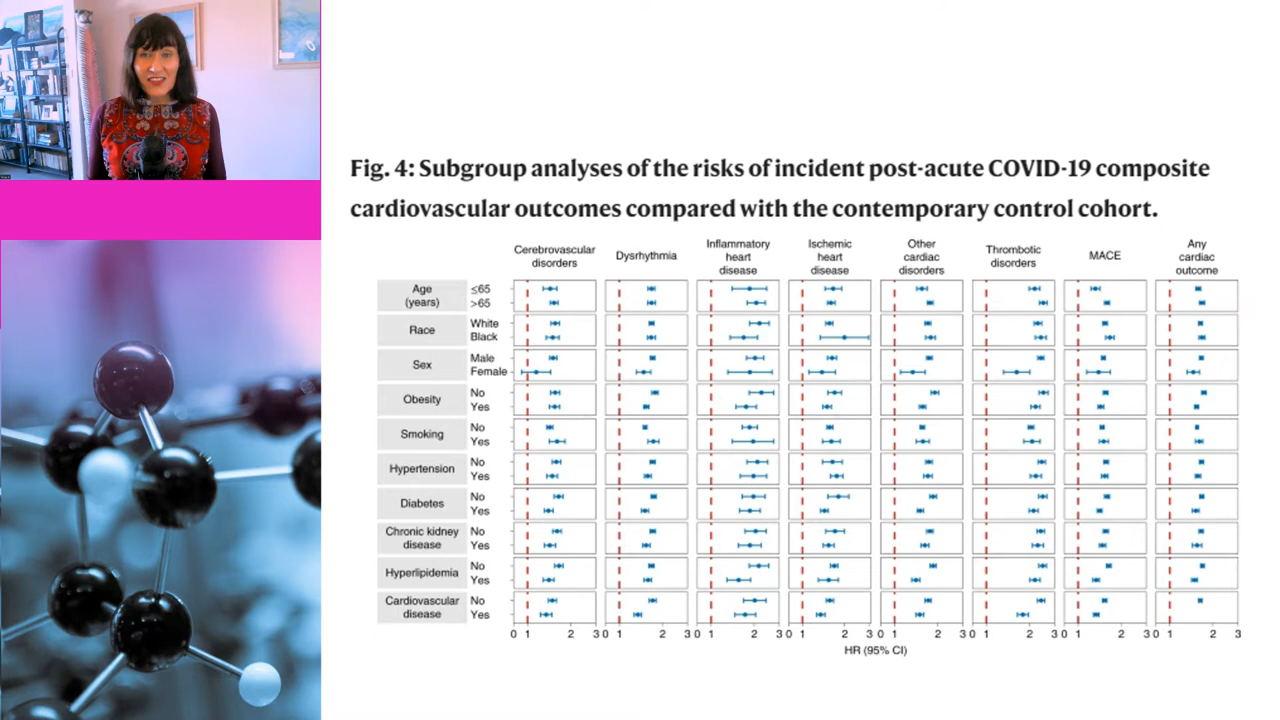 Fig. 4: Subgroup analyses of the risks of incident post-acute COVID-19 composite
cardiovascular outcomes compared with the contemporary control cohort.
Cerebrovascular
disorders
Dysrhythmia
Inflammatory
heart
disease
Ischemic
heart
disease
Other
cardiac
disorders
Thrombotic
disorders
MACE
Any
cardiac
outcome
Age
(years)
≤65
>65
Race
White
Black
Sex
Male
Female
Obesity
No
Yes
Smoking
No
Yes
Hypertension
No
Yes
Diabetes
No
Yes
Chronic kidney
disease
No
Yes
Hyperlipidemia
No
Yes
Cardiovascular
disease
No
Yes
0 1 2 3 0 1 2 3 0 1 2 3 0 1 2 3 0 1 2 3 0 1 2 3 0 1 2 3 0 1 2 3
HR (95% CI)